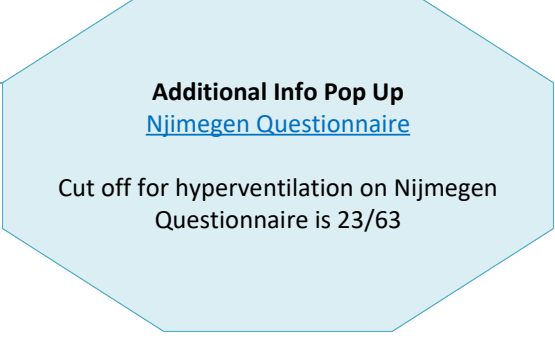 Additional Info Pop Up
Njimegen Questionnaire
Cut off for hyperventilation on Nijmegen
Questionnaire is 23/63